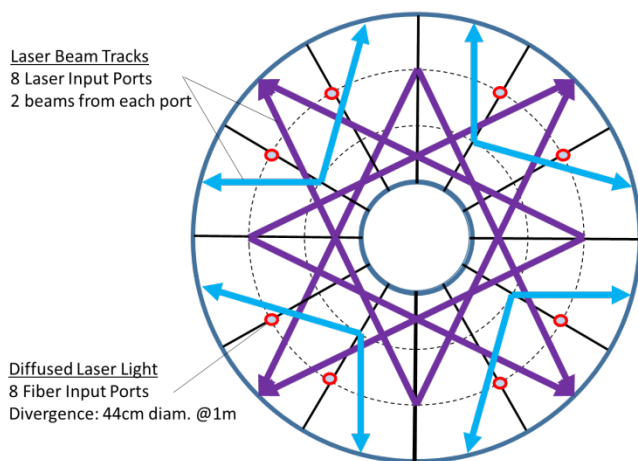 Laser Beam Tracks
8 Laser Input Ports
2 beams from each port
Diffused Laser Light
8 Fiber Input Ports
Divergence: 44cm diam. @1m